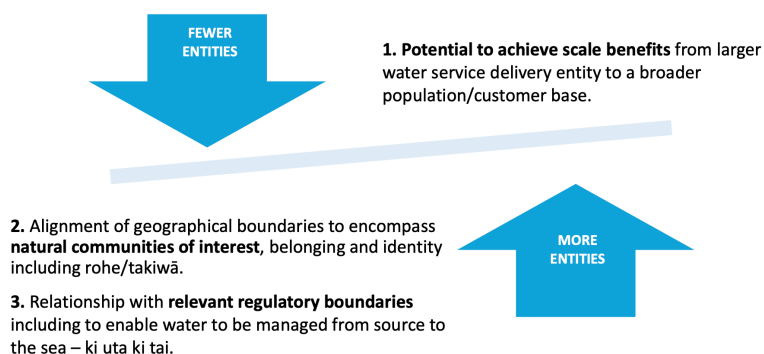 FEWER
ENTITIES
1. Potential to achieve scale benefits from larger
water service delivery entity to a broader
population/customer base.
2. Alignment of geographical boundaries to encompass
natural communities of interest, belonging and identity
including rohe/takiwā.
3. Relationship with relevant regulatory boundaries
including to enable water to be managed from source to
the sea – ki uta ki tai.
MORE
ENTITIES